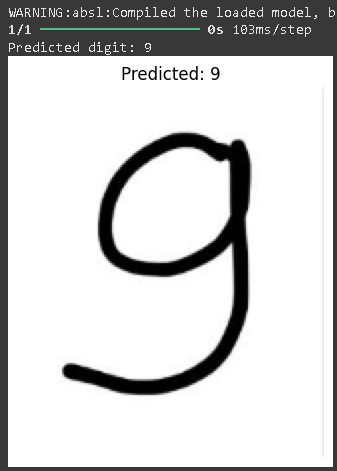 WARNING:absl:Compiled the loaded model, b
1/1 0s 103ms/step
Predicted digit: 9
Predicted: 9
9